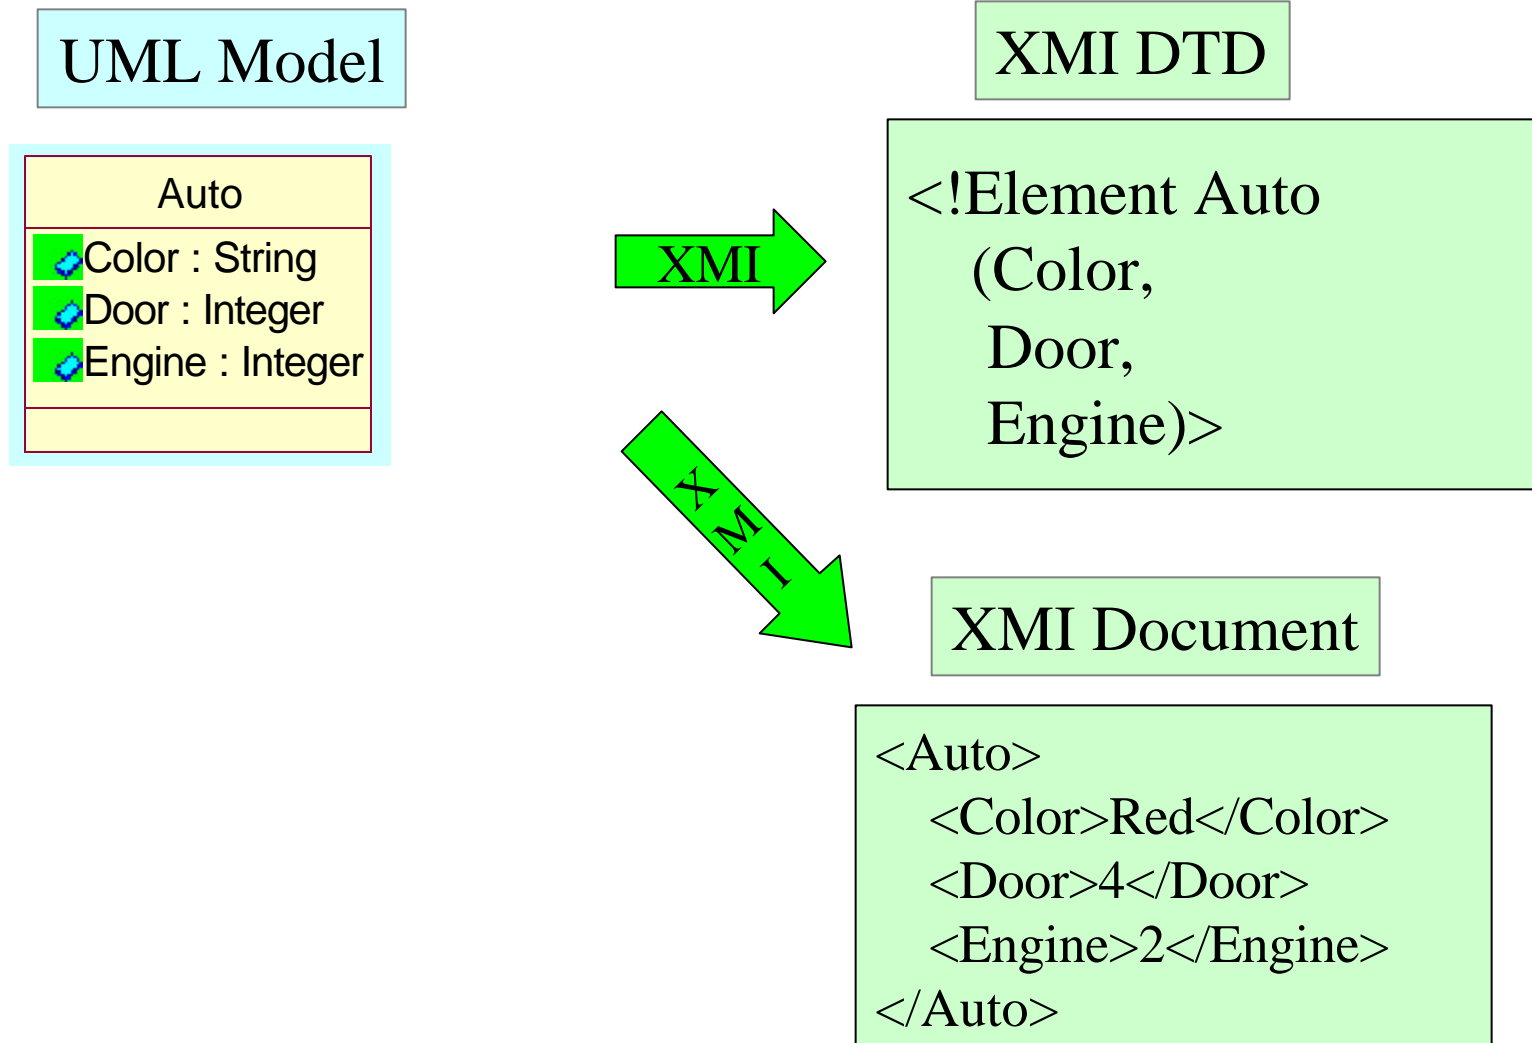 UML Model
Auto
Color : String
Door : Integer
Engine : Integer
XMI
XMI
XMI DTD
<!Element Auto
(Color,
Door,
Engine)>
XMI Document
<Auto>
<Color>Red</Color>
<Door>4</Door>
<Engine>2</Engine>
</Auto>